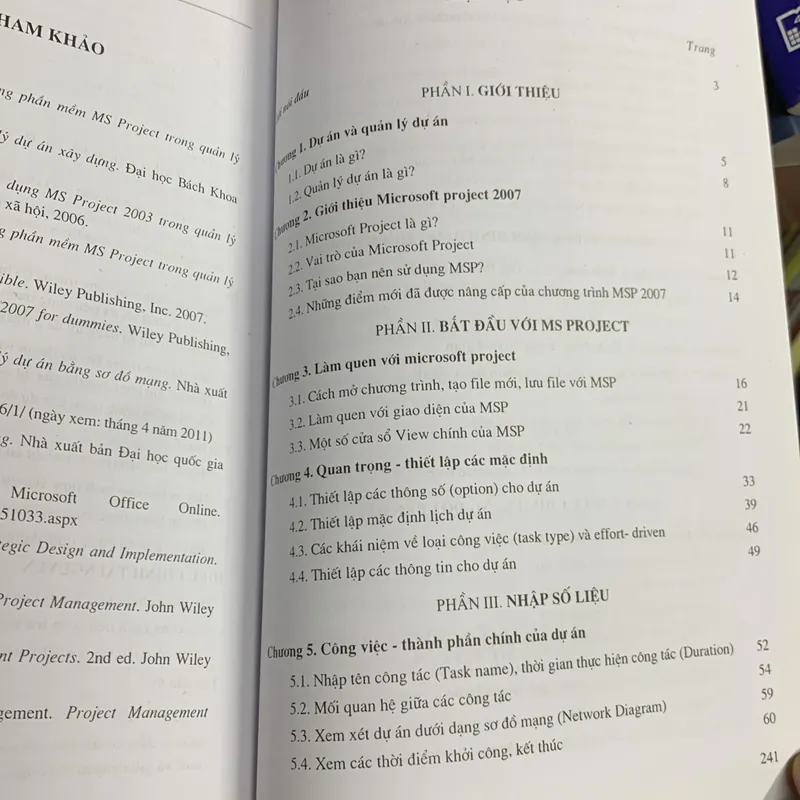 HAM KHẢO
ng phần mềm MS Project trong quản lý
lý dự án xây dựng. Đại học Bách Khoa
dụng MS Project 2003 trong quản lý
xã hội, 2006.
ng phần mềm MS Project trong quản lý
ible. Wiley Publishing, Inc. 2007.
2007 for dummies. Wiley Publishing,
lý dự án bằng sơ đồ mạng. Nhà xuất
6/1/ (ngày xem: tháng 4 năm 2011)
ng. Nhà xuất bản Đại học quốc gia
Microsoft Office Online.
51033.aspx
tegic Design and Implementation.
Project Management. John Wiley
nt Projects. 2nd ed. John Wiley
gement. Project Management
Trang
nói đầu 3
PHẦN I. GIỚI THIỆU
Chương 1. Dự án và quản lý dự án
1.1. Dự án là gì? 5
1.2. Quản lý dự án là gì? 8
Chương 2. Giới thiệu Microsoft project 2007
2.1. Microsoft Project là gì? 11
2.2. Vai trò của Microsoft Project 11
2.3. Tại sao bạn nên sử dụng MSP? 12
2.4. Những điểm mới đã được nâng cấp của chương trình MSP 2007 14
PHẦN II. BẮT ĐẦU VỚI MS PROJECT
Chương 3. Làm quen với microsoft project
3.1. Cách mở chương trình, tạo file mới, lưu file với MSP 16
3.2. Làm quen với giao diện của MSP 21
3.3. Một số cửa sổ View chính của MSP 22
Chương 4. Quan trọng - thiết lập các mặc định
4.1. Thiết lập các thông số (option) cho dự án 33
4.2. Thiết lập mặc định lịch dự án 39
4.3. Các khái niệm về loại công việc (task type) và effort- driven 46
4.4. Thiết lập các thông tin cho dự án 49
PHẦN III. NHẬP SỐ LIỆU
Chương 5. Công việc - thành phần chính của dự án
5.1. Nhập tên công tác (Task name), thời gian thực hiện công tác (Duration) 52
5.2. Mối quan hệ giữa các công tác 54
5.3. Xem xét dự án dưới dạng sơ đồ mạng (Network Diagram) 59
5.4. Xem các thời điểm khởi công, kết thúc 60
241